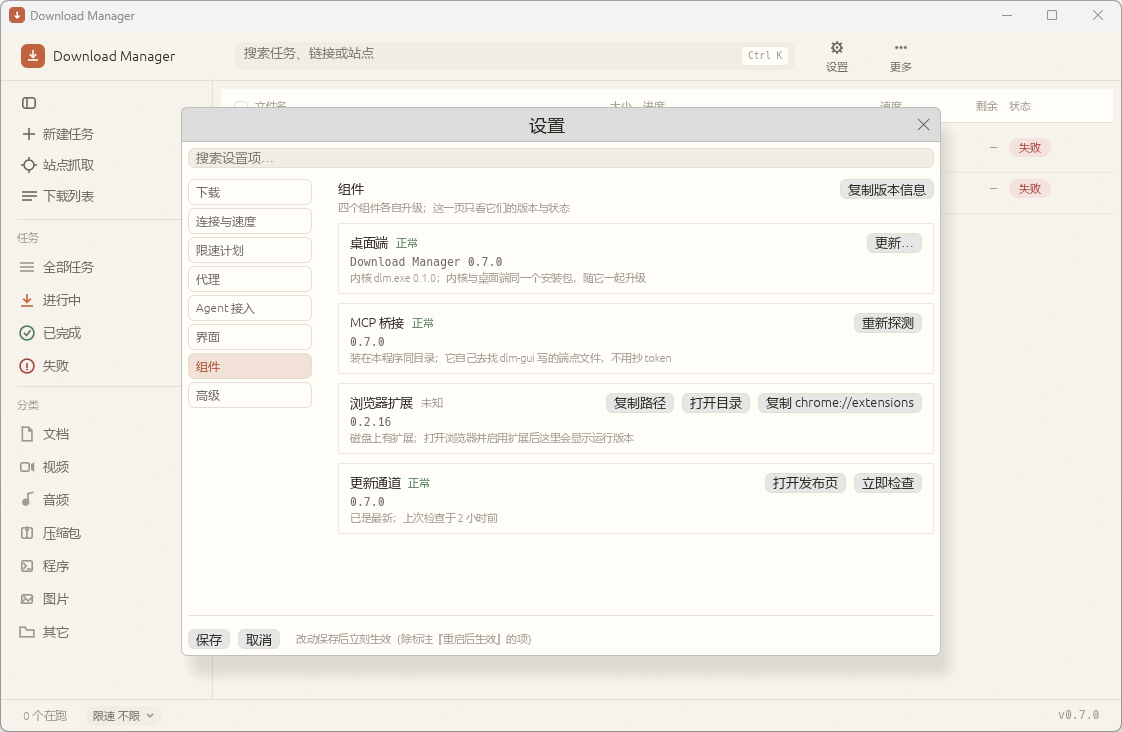 Download Manager
Download Manager
搜索任务、链接或站点
Ctrl K
设置
更多
新建任务
站点抓取
下载列表
任务
全部任务
进行中
已完成
失败
分类
文档
视频
音频
压缩包
程序
图片
其它
文件名 大小 进度 速度 剩余 状态
— 失败
— 失败
设置
搜索设置项…
下载
连接与速度
限速计划
代理
Agent 接入
界面
组件
高级
组件
复制版本信息
四个组件各自升级；这一页只看它们的版本与状态
桌面端 正常
更新…
Download Manager 0.7.0
内核 dlm.exe 0.1.0；内核与桌面端同一个安装包，随它一起升级
MCP 桥接 正常
重新探测
0.7.0
装在本程序同目录；它自己去找 dlm-gui 写的端点文件，不用抄 token
浏览器扩展 未知
复制路径 打开目录 复制 chrome://extensions
0.2.16
磁盘上有扩展；打开浏览器并启用扩展后这里会显示运行版本
更新通道 正常
打开发布页 立即检查
0.7.0
已是最新；上次检查于 2 小时前
保存 取消 改动保存后立刻生效（除标注『重启后生效』的项）
0 个在跑 限速 不限
v0.7.0